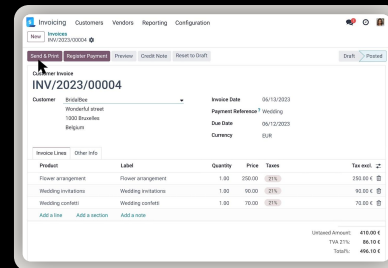 Invoicing Customers Vendors Reporting Configuration
New Invoices
INV/2023/00004
Send & Print Register Payment Preview Credit Note Reset to Draft Draft Posted
Customer Invoice
INV/2023/00004
Customer BridalBee Invoice Date 06/13/2023
Wonderful street Payment Reference ? Wedding
1000 Bruxelles Due Date 06/12/2023
Belgium Currency EUR
Invoice Lines Other Info
Product Label Quantity Price Taxes Tax excl.
Flower arrangement Flower arrangement 1.00 250.00 21% 250.00 €
Wedding invitations Wedding invitations 1.00 90.00 21% 90.00 €
Wedding confetti Wedding confetti 1.00 70.00 21% 70.00 €
Add a line Add a section Add a note
Untaxed Amount: 410.00 €
TVA 21%: 86.10 €
Total: 496.10 €